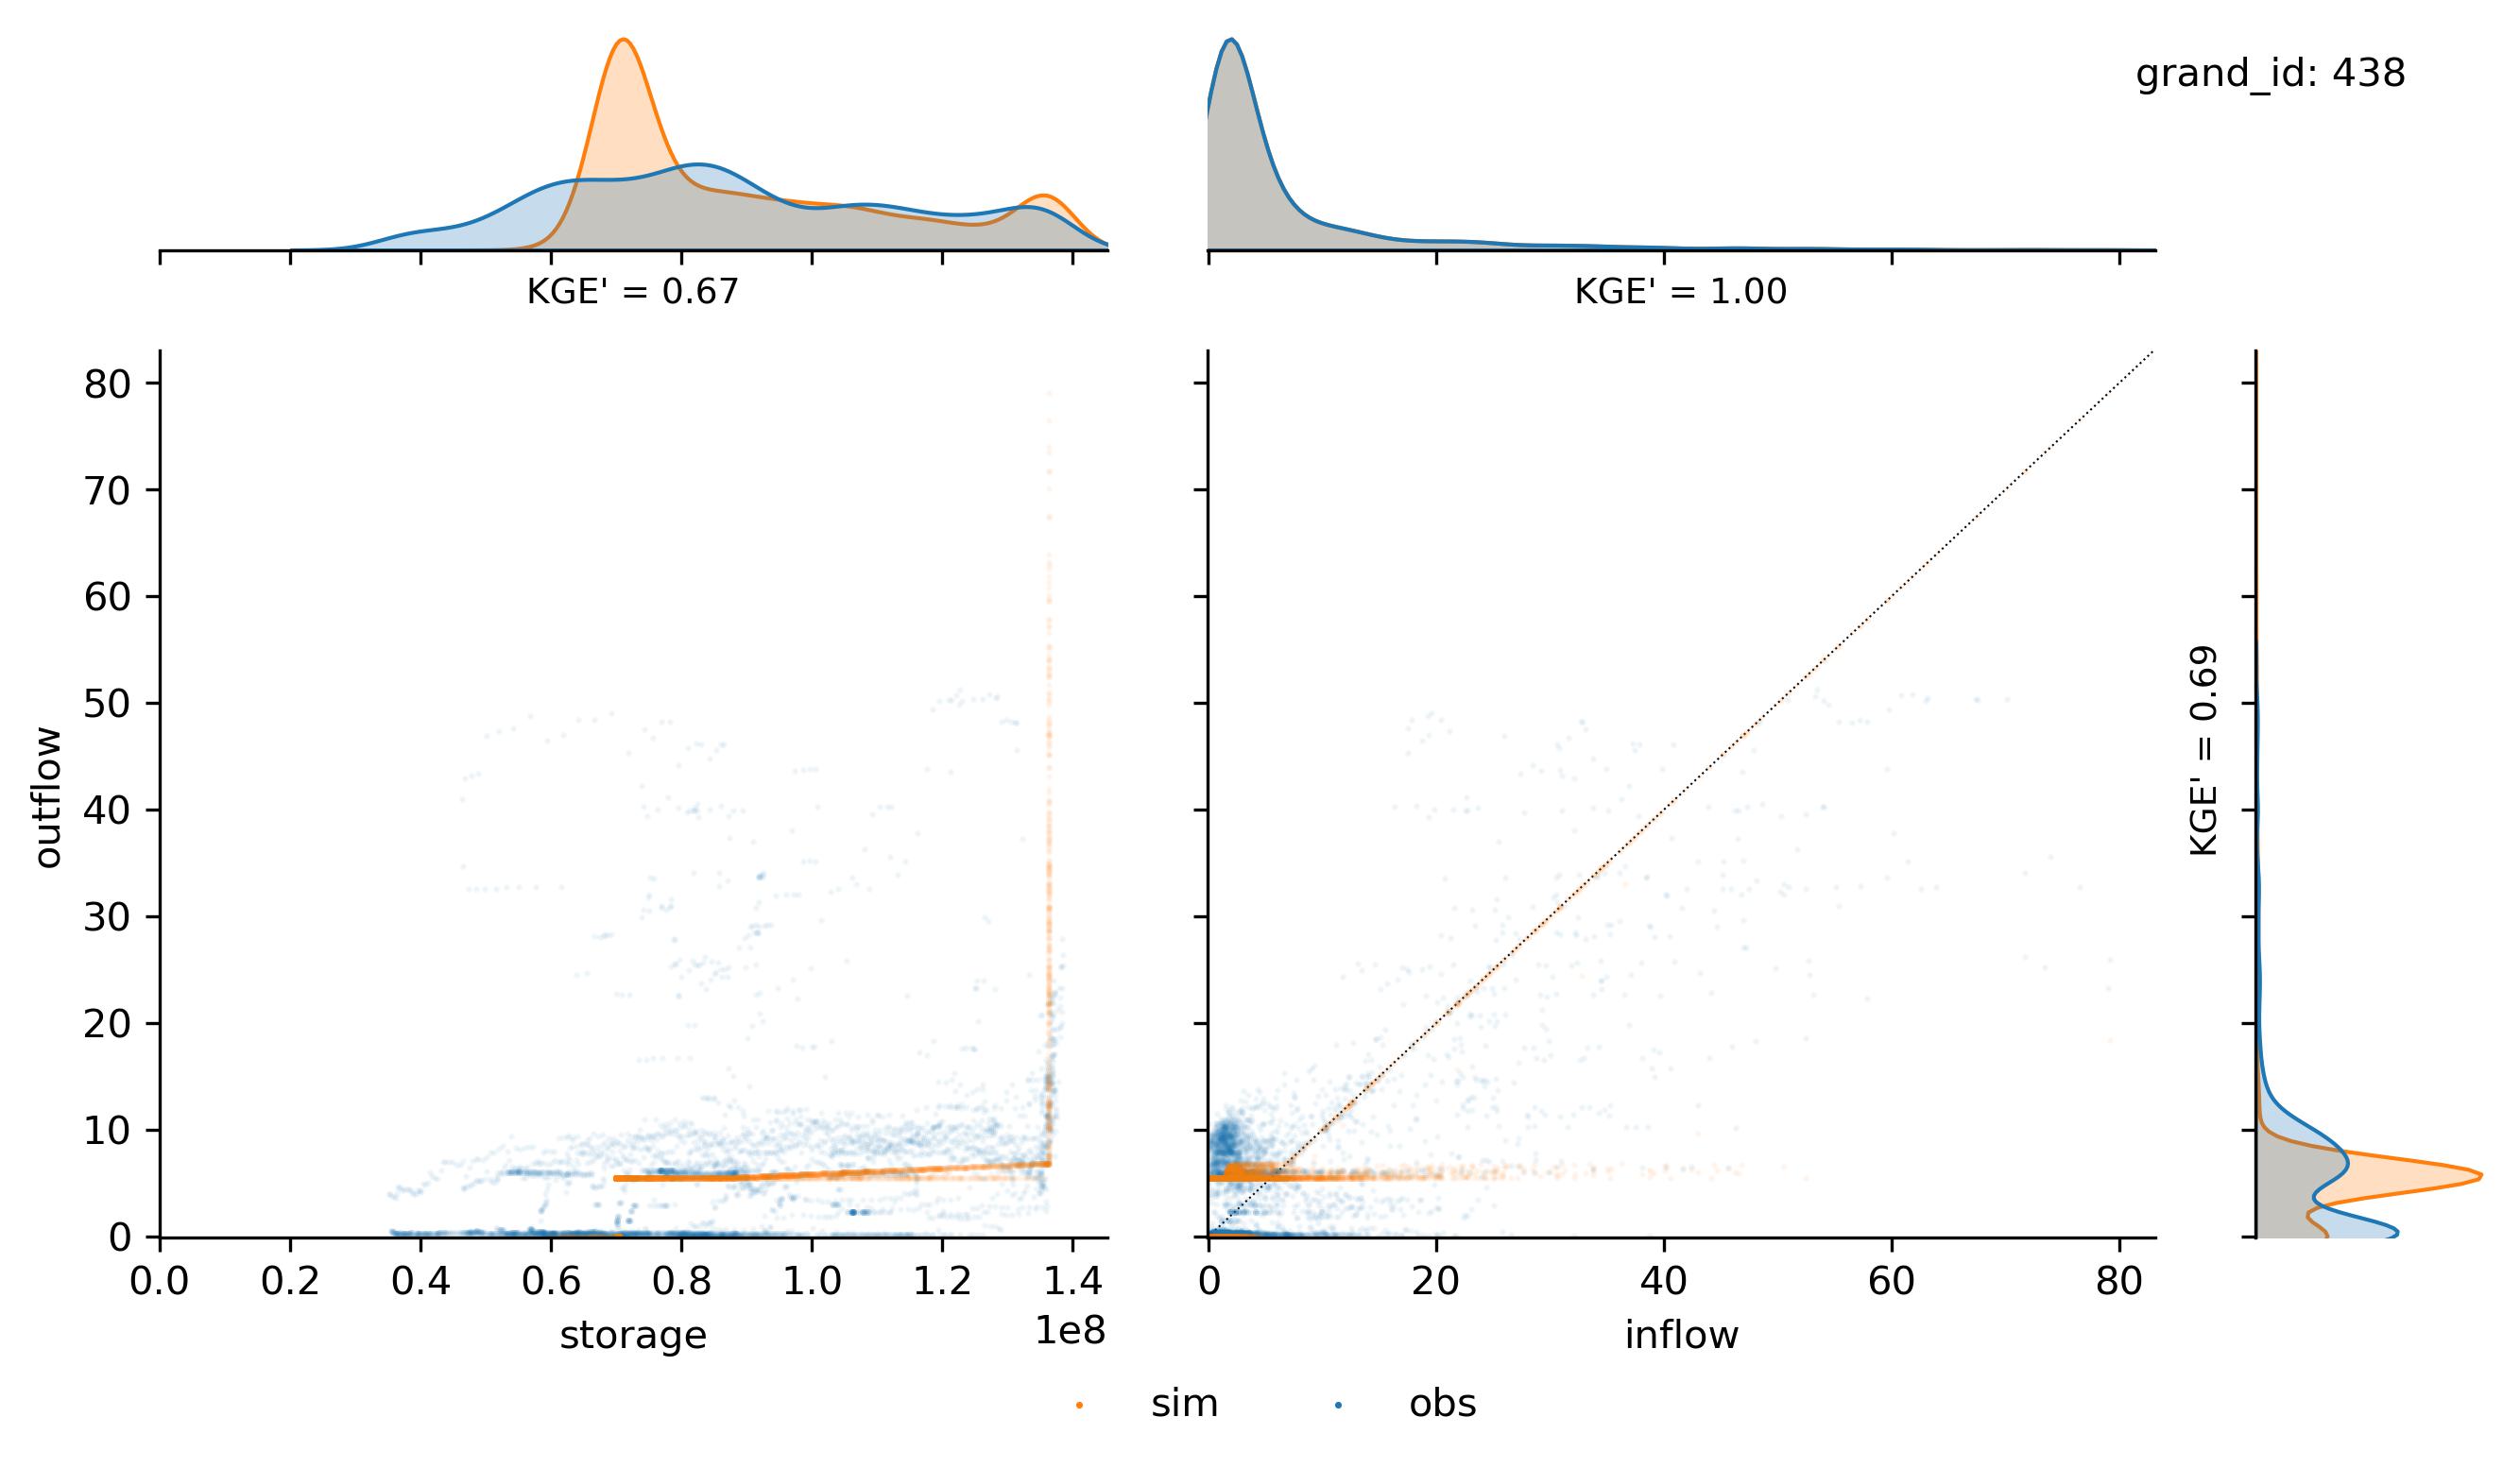 grand_id: 438
KGE' = 0.67
KGE' = 1.00
80
70
60
50
40
30
20
10
0
outflow
KGE' = 0.69
0.0 0.2 0.4 0.6 0.8 1.0 1.2 1.4
1e8
storage
0 20 40 60 80
inflow
sim obs